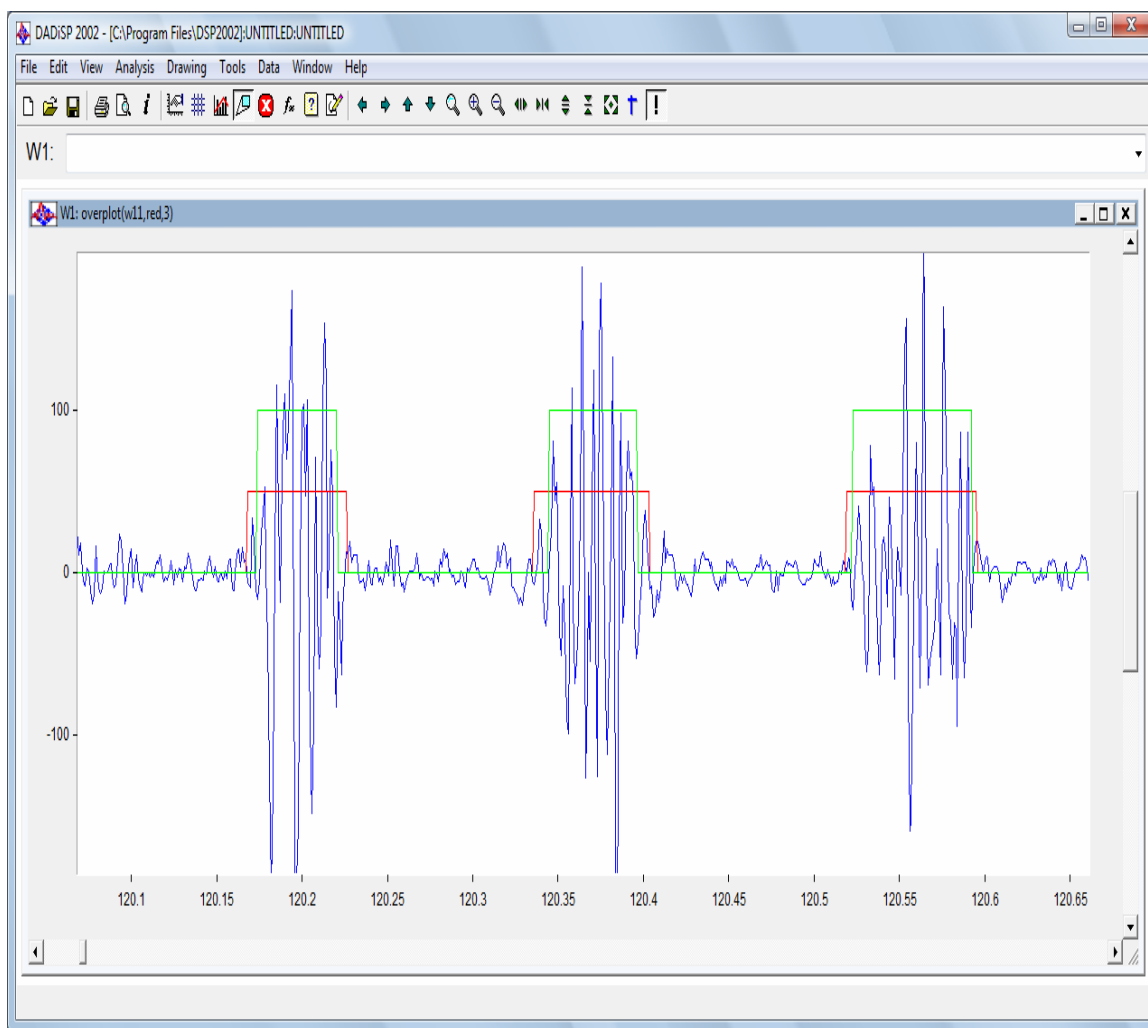 DADiSP 2002 - [C:\Program Files\DSP2002]:UNTITLED:UNTITLED
File Edit View Analysis Drawing Tools Data Window Help
W1:
W1: overplot(w11,red,3)
100
0
-100
120.1 120.15 120.2 120.25 120.3 120.35 120.4 120.45 120.5 120.55 120.6 120.65